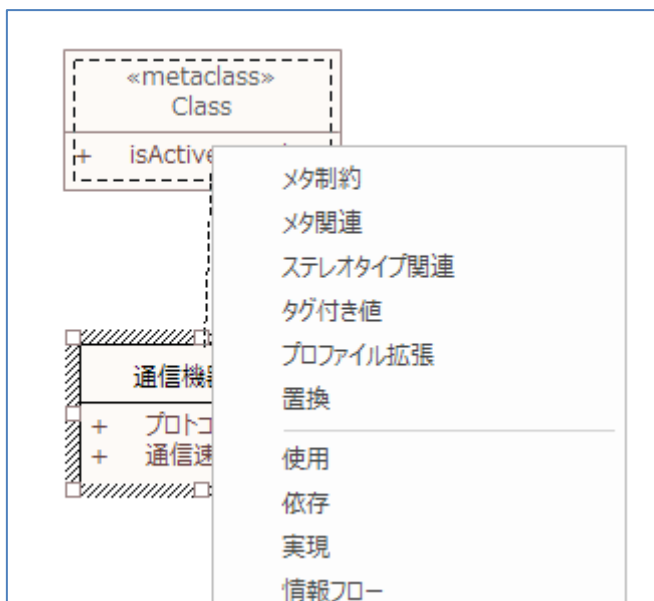 «metaclass»
Class
+ isActive
メタ制約
メタ関連
ステレオタイプ関連
タグ付き値
プロファイル拡張
置換
通信機
+ プロトコ
+ 通信速
使用
依存
実現
情報フロー